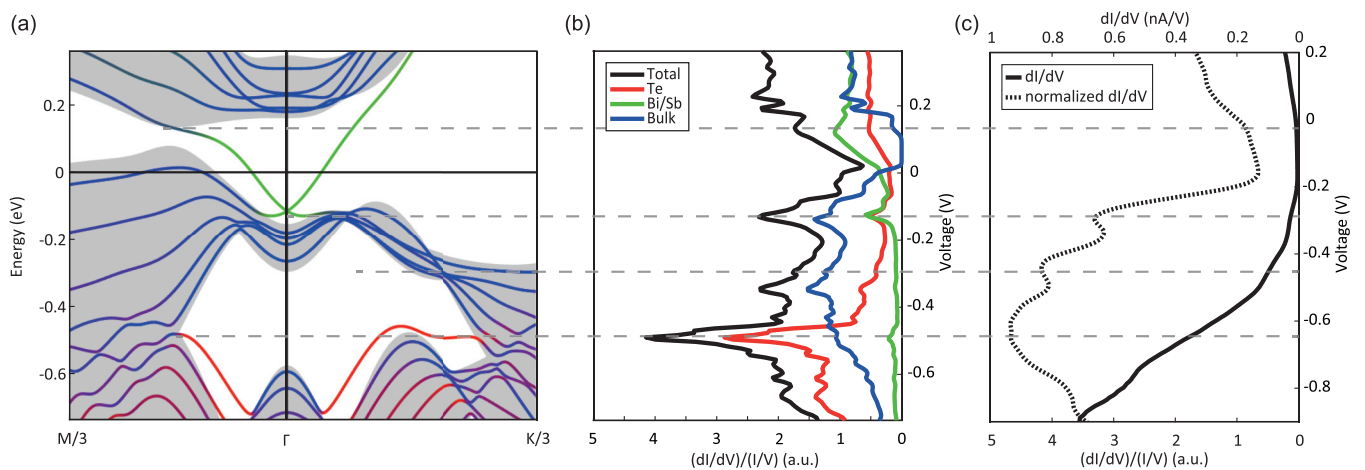 (a)
Energy (eV)
0.2
0
-0.2
-0.4
-0.6
M/3
Γ
K/3
(b)
Total
Te
Bi/Sb
Bulk
0.2
0
-0.2
-0.4
-0.6
Voltage (V)
5
4
3
2
1
0
(dI/dV)/(I/V) (a.u.)
(c)
dI/dV (nA/V)
1
0.8
0.6
0.4
0.2
0
dI/dV
normalized dI/dV
0.2
0
-0.2
-0.4
-0.6
-0.8
Voltage (V)
5
4
3
2
1
0
(dI/dV)/(I/V) (a.u.)